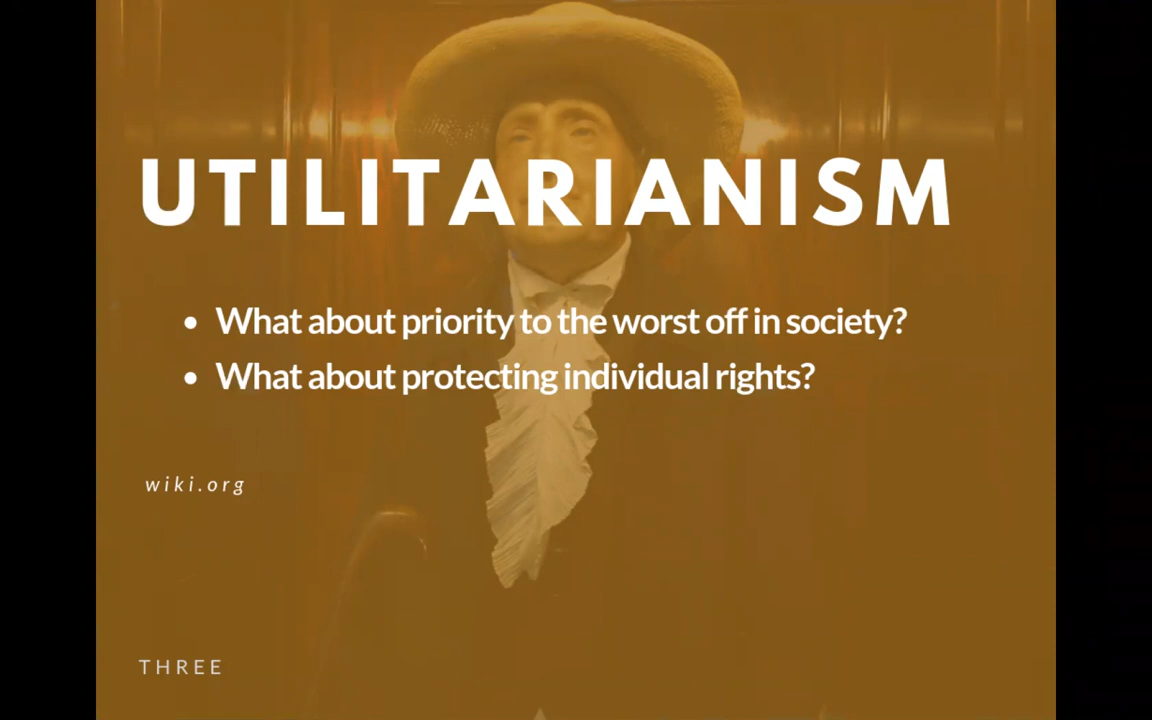 UTILITARIANISM
• What about priority to the worst off in society?
• What about protecting individual rights?
wiki.org
THREE